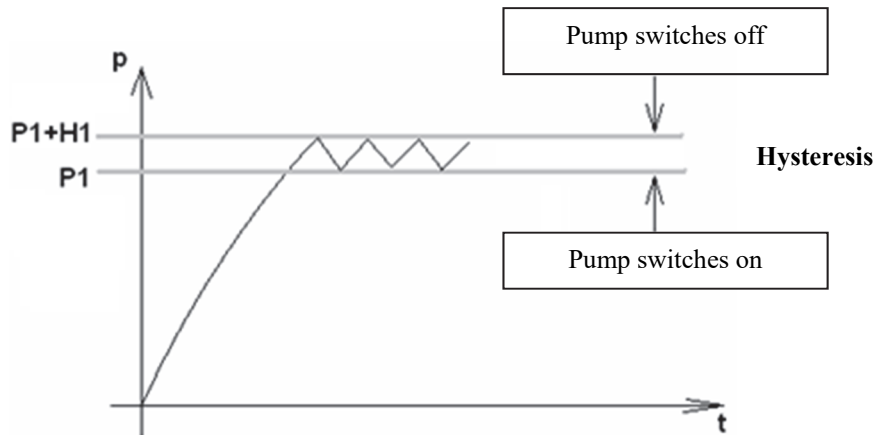 Pump switches off
p
P1+H1
Hysteresis
P1
Pump switches on
t